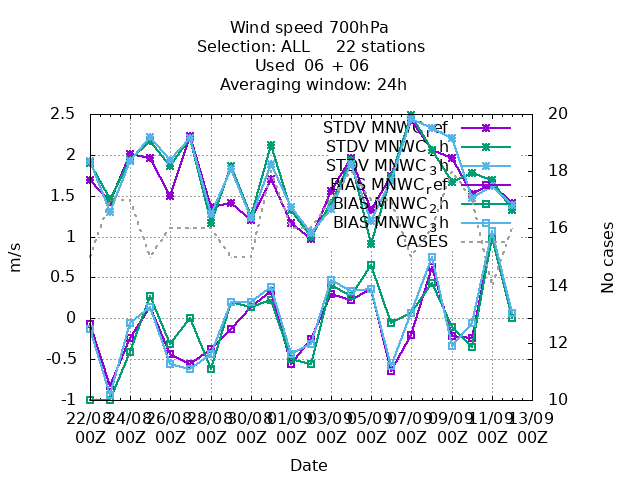 Wind speed 700hPa
Selection: ALL 22 stations
Used 06 + 06
Averaging window: 24h
STDV MNWC_ref
STDV MNWC_2h
STDV MNWC_3h
BIAS MNWC_ref
BIAS MNWC_2h
BIAS MNWC_3h
CASES
2.5
2
1.5
1
0.5
0
-0.5
-1
m/s
20
18
16
14
12
10
No cases
22/08 24/08 26/08 28/08 30/08 01/09 03/09 05/09 07/09 09/09 11/09 13/09
00Z 00Z 00Z 00Z 00Z 00Z 00Z 00Z 00Z 00Z 00Z 00Z
Date